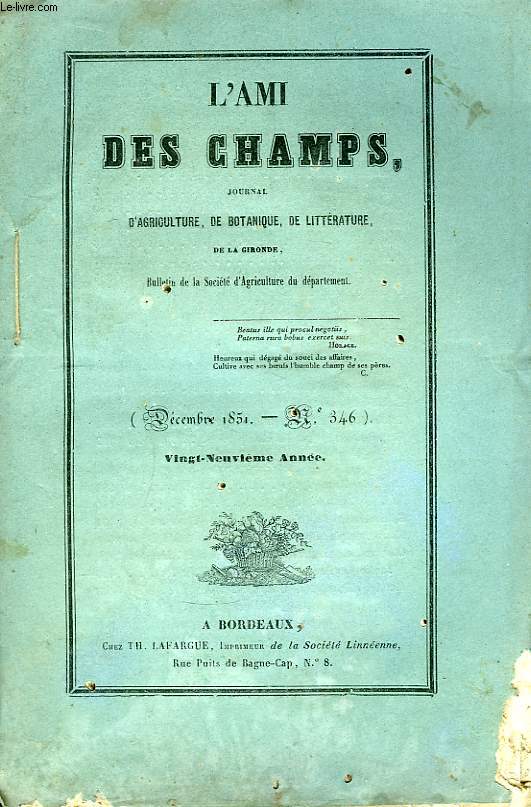 Le-livre.com
L'AMI
DES CHAMPS,
JOURNAL
D'AGRICULTURE, DE BOTANIQUE, DE LITTÉRATURE,
DE LA GIRONDE,
Bulletin de la Société d'Agriculture du département.
Beatus ille qui procul negotiis,
Paterna rura bobus exercet suis.
HORACE.
Heureux qui dégagé du souci des affaires,
Cultive avec ses bœufs l'humble champ de ses pères.
C.
( Décembre 1851. — N.º 346 ).
Vingt-Neuvième Année.
A BORDEAUX,
CHEZ TH. LAFARGUE, IMPRIMEUR de la Société Linnéenne,
Rue Puits de Bagne-Cap, N.º 8.